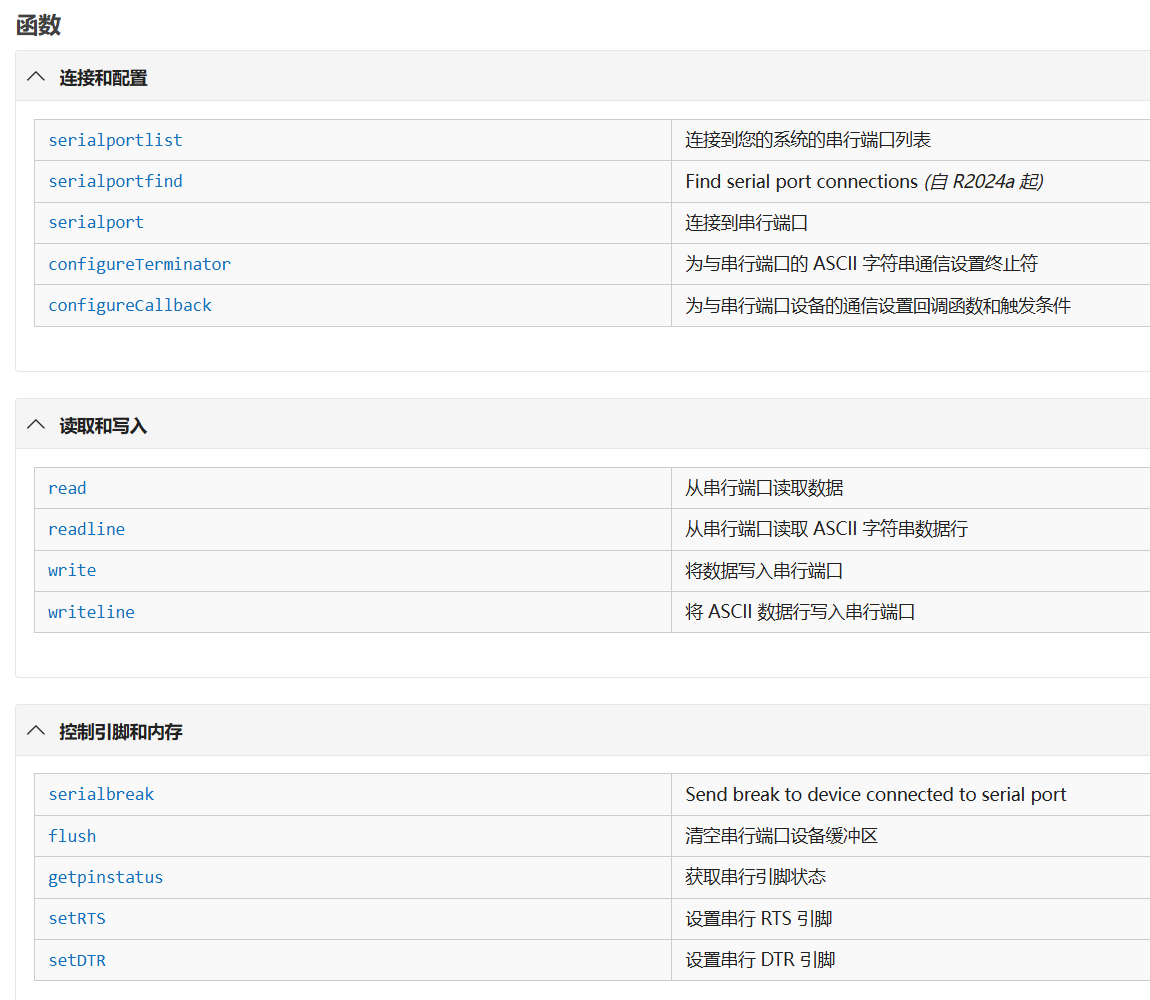 函数
连接和配置
serialportlist 连接到您的系统的串行端口列表
serialportfind Find serial port connections (自 R2024a 起)
serialport 连接到串行端口
configureTerminator 为与串行端口的 ASCII 字符串通信设置终止符
configureCallback 为与串行端口设备的通信设置回调函数和触发条件
读取和写入
read 从串行端口读取数据
readline 从串行端口读取 ASCII 字符串数据行
write 将数据写入串行端口
writeline 将 ASCII 数据行写入串行端口
控制引脚和内存
serialbreak Send break to device connected to serial port
flush 清空串行端口设备缓冲区
getpinstatus 获取串行引脚状态
setRTS 设置串行 RTS 引脚
setDTR 设置串行 DTR 引脚